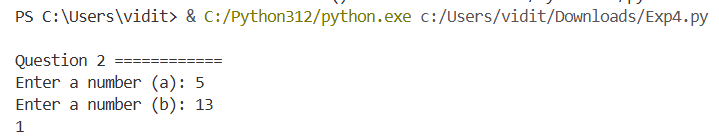 PS C:\Users\vidit> & C:/Python312/python.exe c:/Users/vidit/Downloads/Exp4.py
Question 2 ============
Enter a number (a): 5
Enter a number (b): 13
1